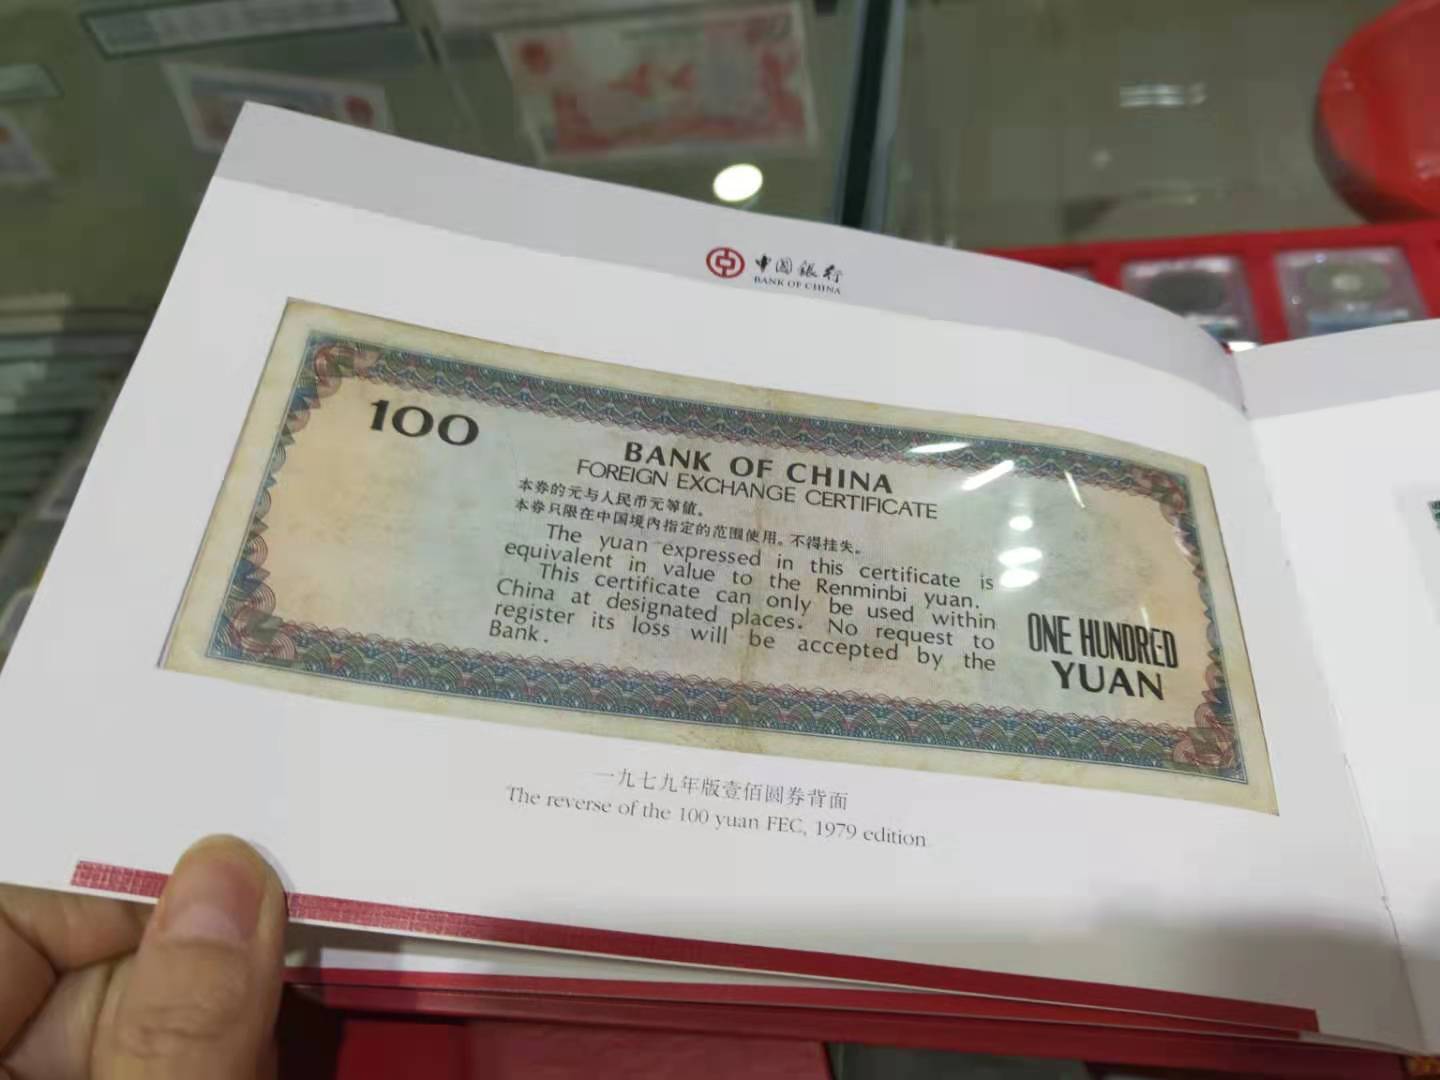 中国银行
BANK OF CHINA
100
BANK OF CHINA
FOREIGN EXCHANGE CERTIFICATE
本券的元与人民币元等值。
本券只限在中国境内指定的范围使用。不得挂失。
The yuan expressed in this certificate is
equivalent in value to the Renminbi yuan.
This certificate can only be used within
China at designated places. No request to
register its loss will be accepted by the
Bank.
ONE HUNDRED
YUAN
一九七九年版壹佰圆券背面
The reverse of the 100 yuan FEC, 1979 edition